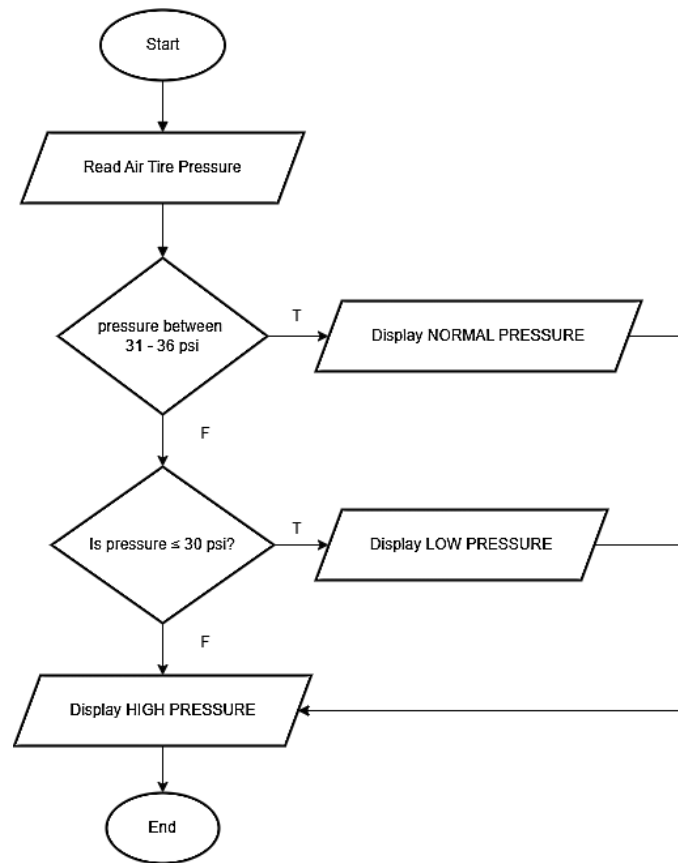 Start
Read Air Tire Pressure
pressure between
31 - 36 psi
T
Display NORMAL PRESSURE
F
Is pressure ≤ 30 psi?
T
Display LOW PRESSURE
F
Display HIGH PRESSURE
End